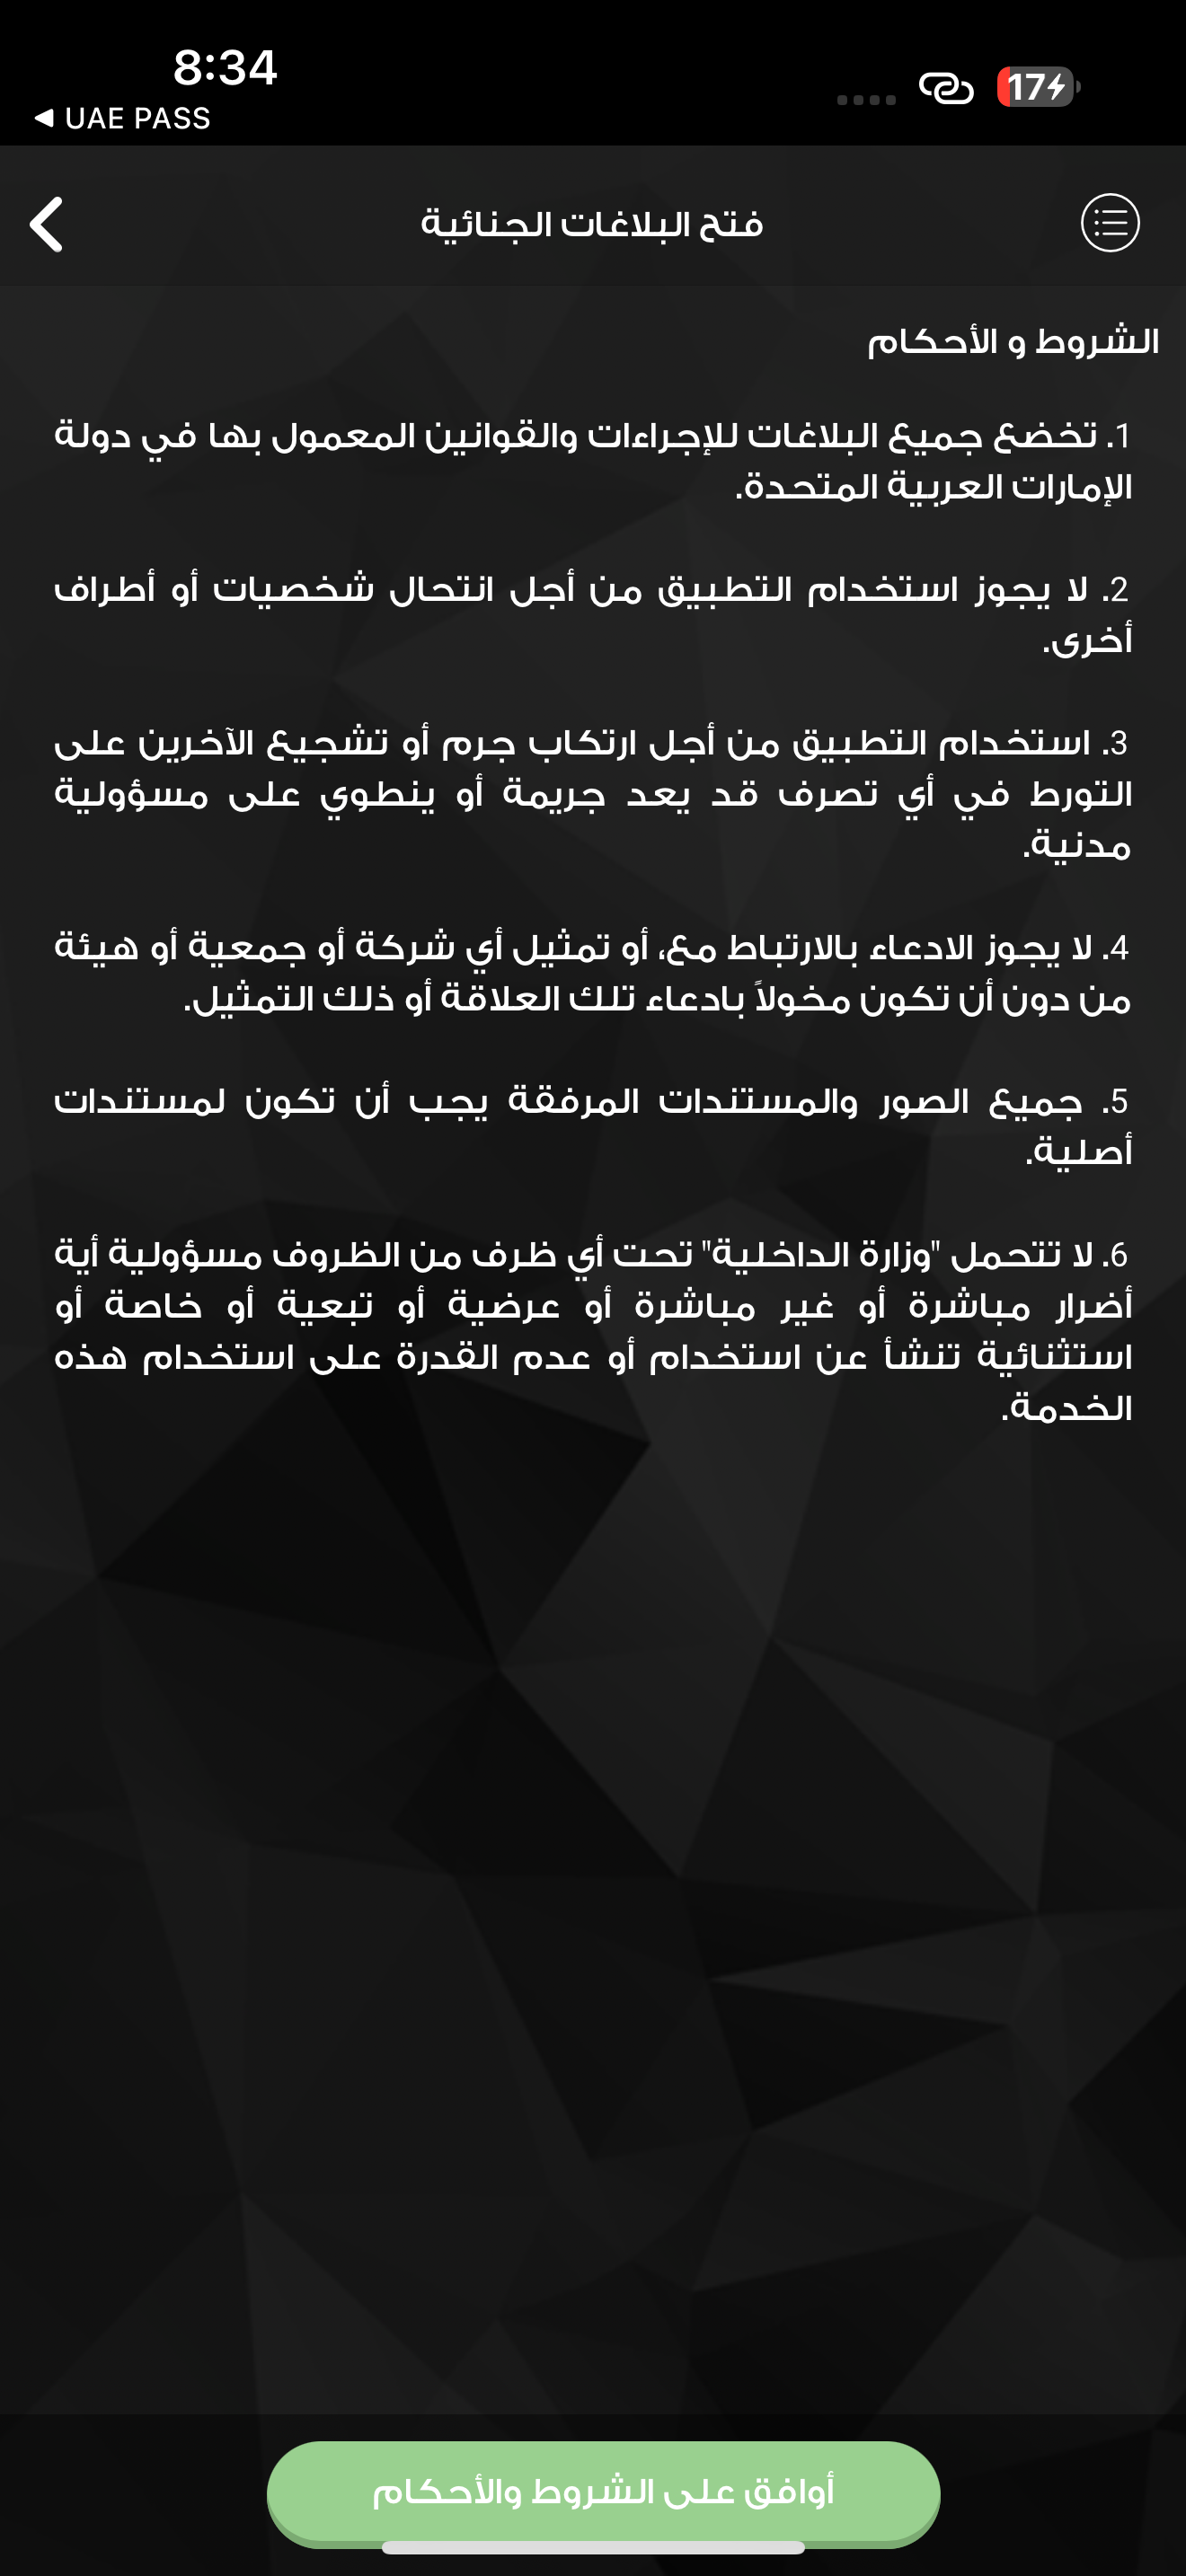 8:34
17
UAE PASS
فتح البلاغات الجنائية
الشروط و الأحكام
1. تخضع جميع البلاغات للإجراءات والقوانين المعمول بها في دولة
الإمارات العربية المتحدة.
2. لا يجوز استخدام التطبيق من أجل انتحال شخصيات أو أطراف
أخرى.
3. استخدام التطبيق من أجل ارتكاب جرم أو تشجيع الآخرين على
التورط في أي تصرف قد يعد جريمة أو ينطوي على مسؤولية
مدنية.
4. لا يجوز الادعاء بالارتباط مع، أو تمثيل أي شركة أو جمعية أو هيئة
من دون أن تكون مخولاً بادعاء تلك العلاقة أو ذلك التمثيل.
5. جميع الصور والمستندات المرفقة يجب أن تكون لمستندات
أصلية.
6. لا تتحمل "وزارة الداخلية" تحت أي ظرف من الظروف مسؤولية أية
أضرار مباشرة أو غير مباشرة أو عرضية أو تبعية أو خاصة أو
استثنائية تنشأ عن استخدام أو عدم القدرة على استخدام هذه
الخدمة.
أوافق على الشروط والأحكام